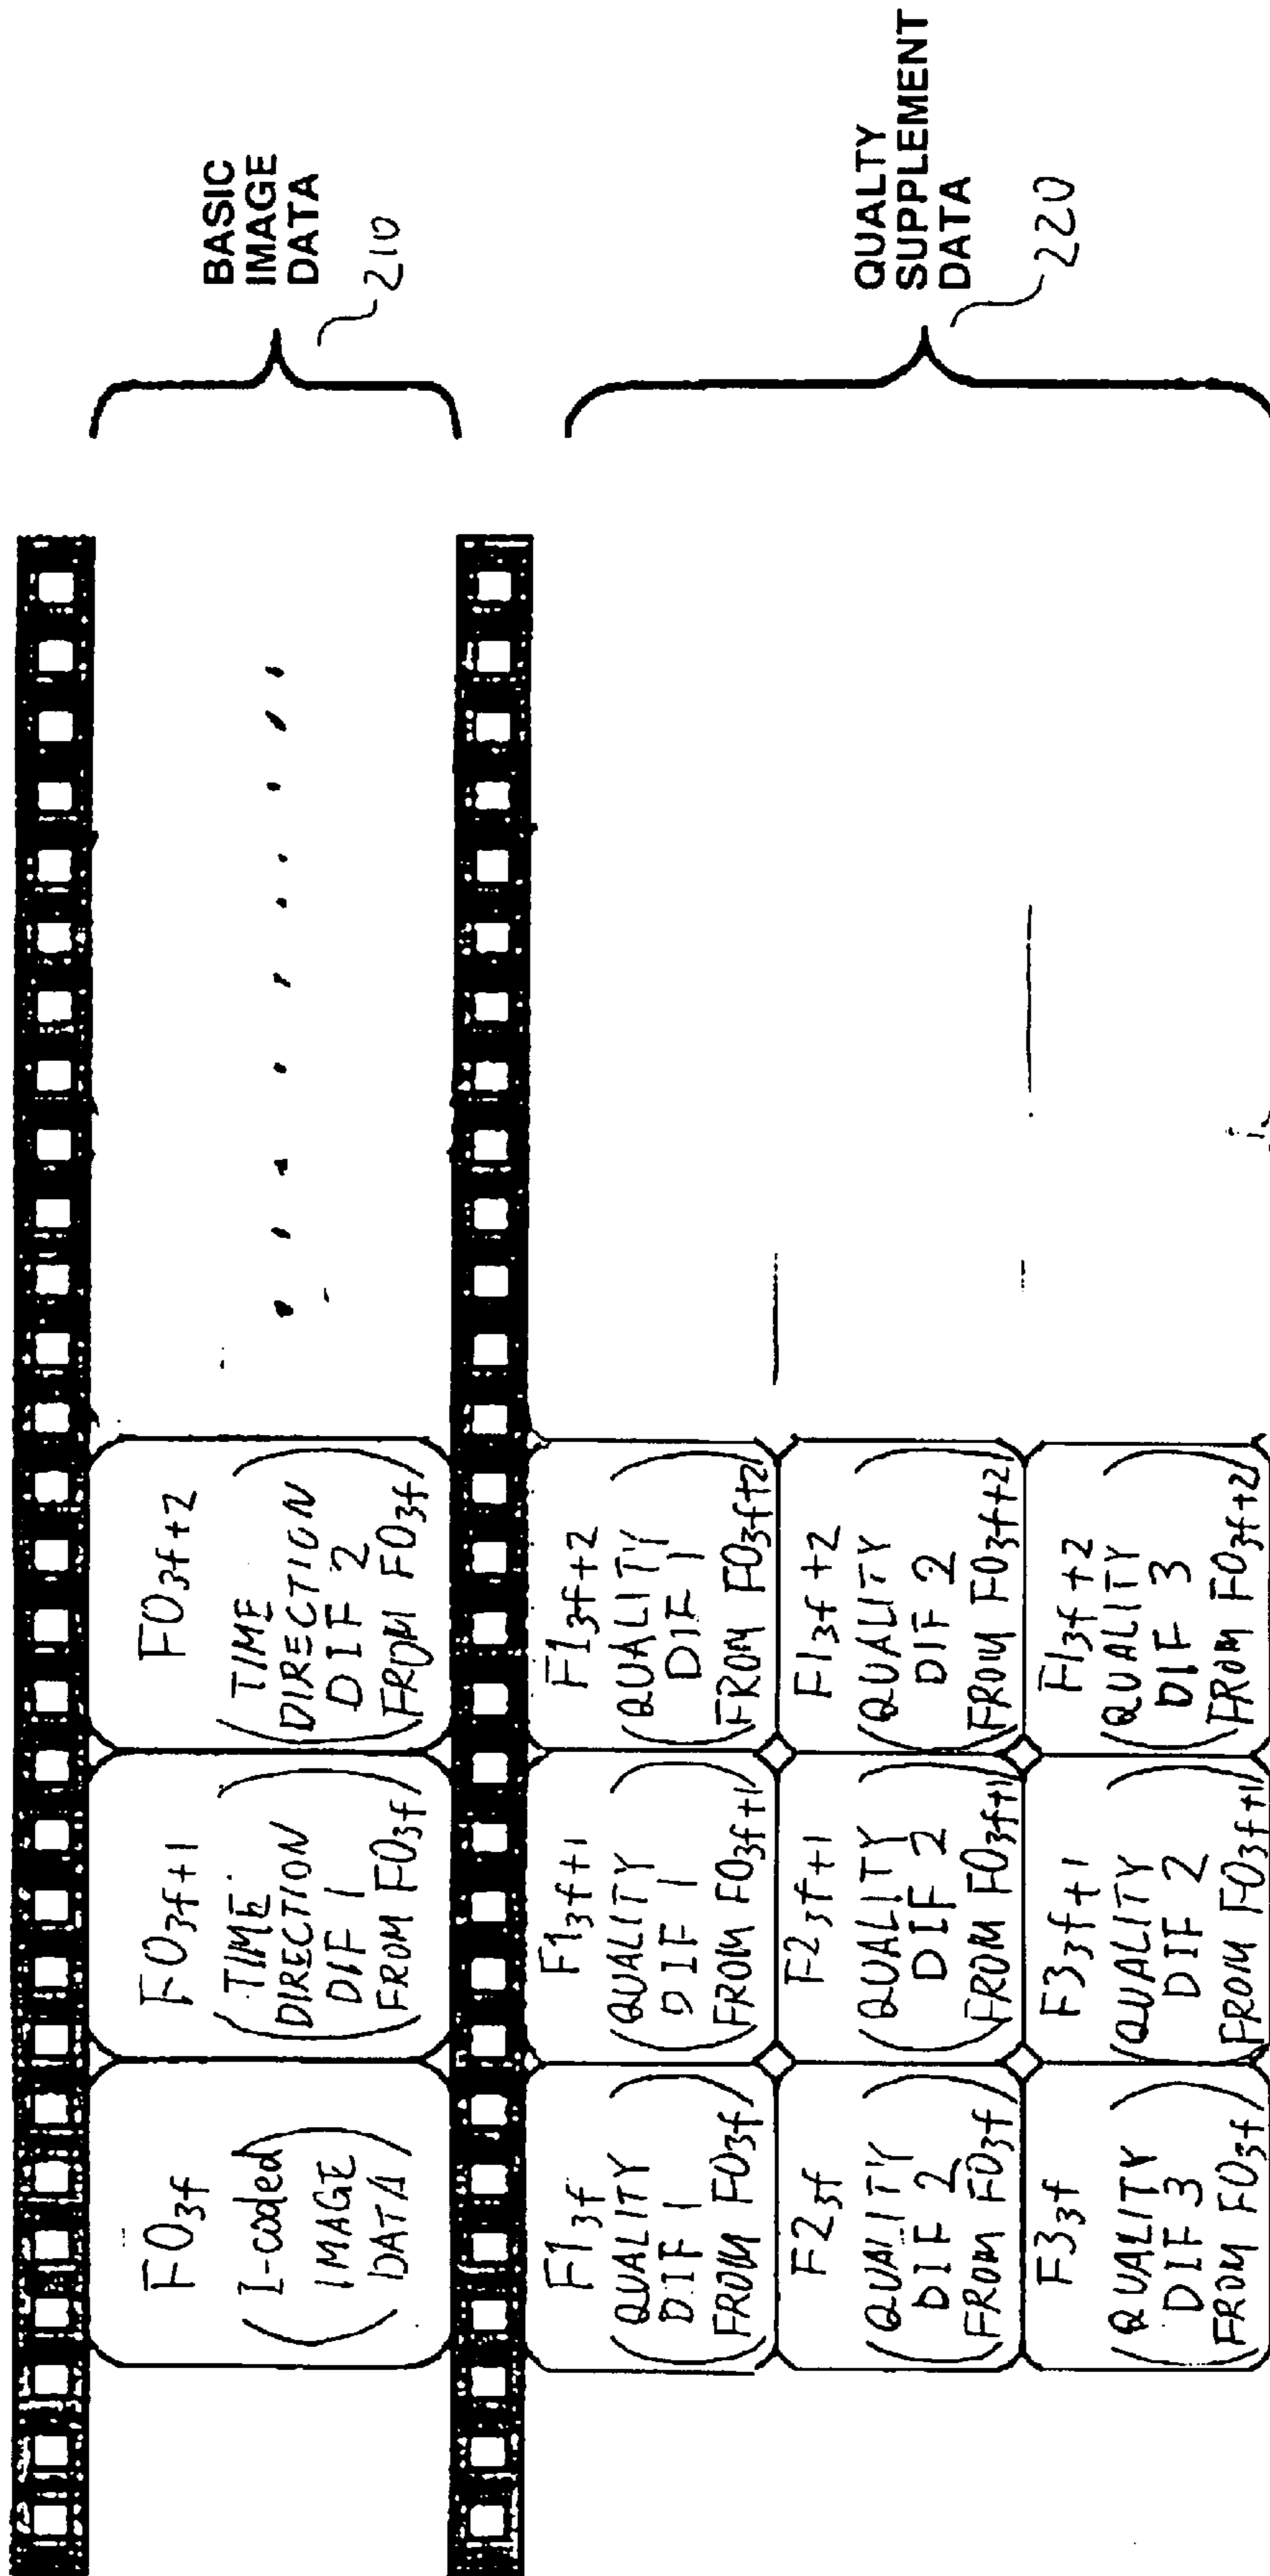 FO3f
(I-coded
IMAGE
DATA)
FO3f+1
(TIME
DIRECTION
DIF 1
FROM FO3f)
FO3f+2
(TIME
DIRECTION
DIF 2
FROM FO3f)
BASIC
IMAGE
DATA
210
F13f
(QUALITY
DIF 1
FROM FO3f)
F13f+1
(QUALITY
DIF 1
FROM FO3f+1)
F13f+2
(QUALITY
DIF 1
FROM FO3f+2)
F23f
(QUALITY
DIF 2
FROM FO3f)
F23f+1
(QUALITY
DIF 2
FROM FO3f+1)
F13f+2
(QUALITY
DIF 2
FROM FO3f+2)
F33f
(QUALITY
DIF 3
FROM FO3f)
F33f+1
(QUALITY
DIF 2
FROM FO3f+1)
F13f+2
(QUALITY
DIF 3
FROM FO3f+2)
QUALTY
SUPPLEMENT
DATA
220